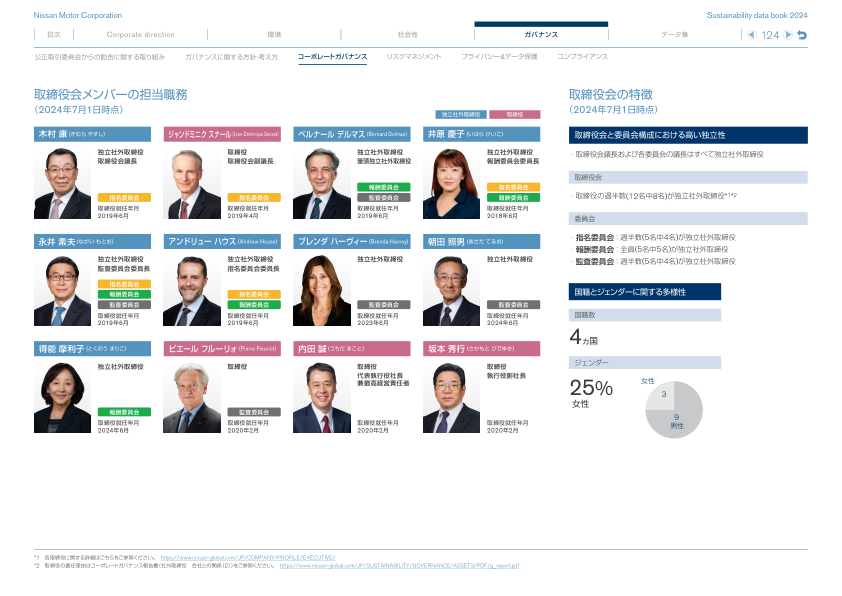 Nissan Motor Corporation
Sustainability data book 2024
目次
Corporate direction
環境
社会性
ガバナンス
データ集
124
公正取引委員会からの勧告に関する取り組み
ガバナンスに関する方針・考え方
コーポレートガバナンス
リスクマネジメント
プライバシー&データ保護
コンプライアンス
取締役会メンバーの担当職務
（2024年7月1日時点）
独立社外取締役
取締役
木村 康（きむら やすし）
独立社外取締役
取締役会議長
指名委員会
取締役就任年月
2019年6月
ジャンドミニク スナール（Jean-Dominique Senard）
取締役
取締役会副議長
指名委員会
取締役就任年月
2019年4月
ベルナール デルマス（Bernard Delmas）
独立社外取締役
筆頭独立社外取締役
報酬委員会
監査委員会
取締役就任年月
2019年6月
井原 慶子（いはら けいこ）
独立社外取締役
報酬委員会委員長
指名委員会
報酬委員会
取締役就任年月
2018年6月
永井 素夫（ながい もとお）
独立社外取締役
監査委員会委員長
指名委員会
報酬委員会
監査委員会
取締役就任年月
2019年6月
アンドリュー ハウス（Andrew House）
独立社外取締役
指名委員会委員長
指名委員会
報酬委員会
取締役就任年月
2019年6月
ブレンダ ハーヴィー（Brenda Harvey）
独立社外取締役
監査委員会
取締役就任年月
2023年6月
朝田 照男（あさだ てるお）
独立社外取締役
監査委員会
取締役就任年月
2024年6月
得能 摩利子（とくのう まりこ）
独立社外取締役
報酬委員会
取締役就任年月
2024年6月
ピエール フルーリォ（Pierre Fleuriot）
取締役
監査委員会
取締役就任年月
2020年2月
内田 誠（うちだ まこと）
取締役
代表執行役社長
兼最高経営責任者
取締役就任年月
2020年2月
坂本 秀行（さかもと ひでゆき）
取締役
執行役副社長
取締役就任年月
2020年2月
取締役会の特徴
（2024年7月1日時点）
取締役会と委員会構成における高い独立性
・取締役会議長および各委員会の議長はすべて独立社外取締役
取締役会
・取締役の過半数(12名中8名)が独立社外取締役*1*2
委員会
・指名委員会：過半数(5名中4名)が独立社外取締役
・報酬委員会：全員(5名中5名)が独立社外取締役
・監査委員会：過半数(5名中4名)が独立社外取締役
国籍とジェンダーに関する多様性
国籍数
4ヵ国
ジェンダー
25%
女性
女性
3
9
男性
*1 各取締役に関する詳細はこちらをご参照ください。 https://www.nissan-global.com/JP/COMPANY/PROFILE/EXECUTIVE/
*2 取締役の選任理由はコーポレートガバナンス報告書（社外取締役 会社との関係（2））をご参照ください。 https://www.nissan-global.com/JP/SUSTAINABILITY/GOVERNANCE/ASSETS/PDF/g_report.pdf